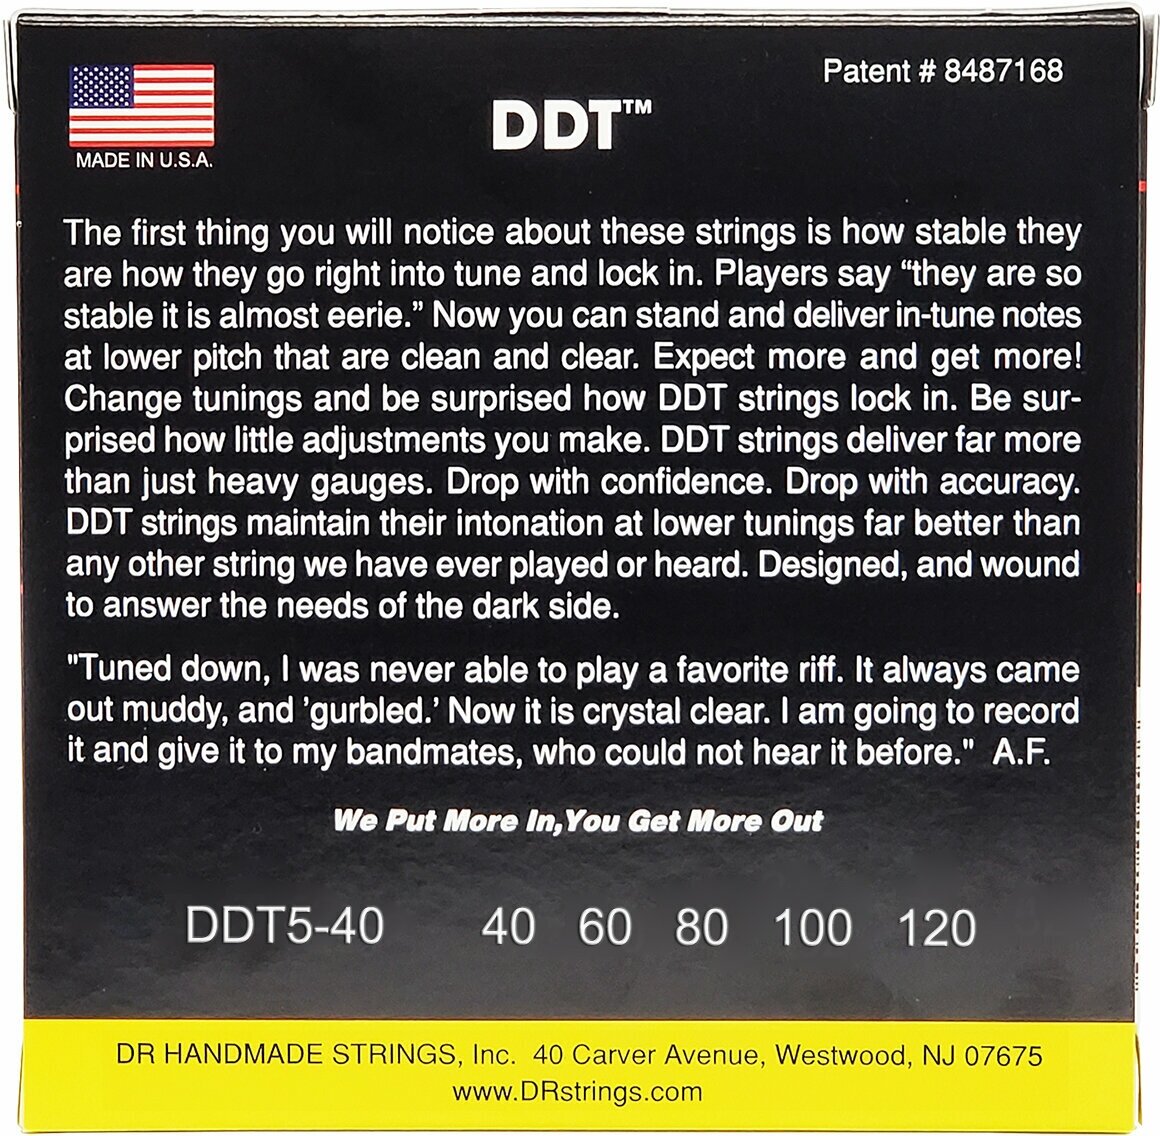 Patent # 8487168
DDT™
MADE IN U.S.A.
The first thing you will notice about these strings is how stable they
are how they go right into tune and lock in. Players say “they are so
stable it is almost eerie.” Now you can stand and deliver in-tune notes
at lower pitch that are clean and clear. Expect more and get more!
Change tunings and be surprised how DDT strings lock in. Be sur-
prised how little adjustments you make. DDT strings deliver far more
than just heavy gauges. Drop with confidence. Drop with accuracy.
DDT strings maintain their intonation at lower tunings far better than
any other string we have ever played or heard. Designed, and wound
to answer the needs of the dark side.
"Tuned down, I was never able to play a favorite riff. It always came
out muddy, and ’gurbled.’ Now it is crystal clear. I am going to record
it and give it to my bandmates, who could not hear it before." A.F.
We Put More In,You Get More Out
DDT5-40 40 60 80 100 120
DR HANDMADE STRINGS, Inc. 40 Carver Avenue, Westwood, NJ 07675
www.DRstrings.com